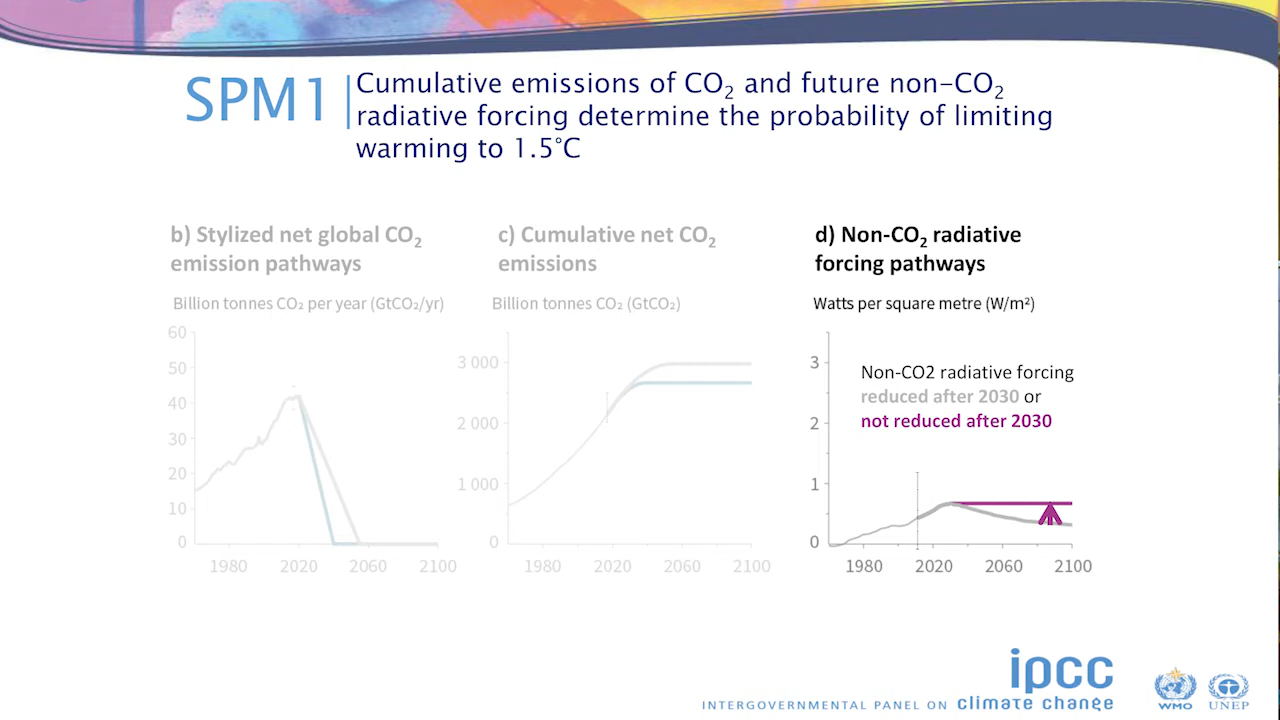 SPM1
Cumulative emissions of CO₂ and future non-CO₂
radiative forcing determine the probability of limiting
warming to 1.5°C
b) Stylized net global CO₂
emission pathways
Billion tonnes CO₂ per year (GtCO₂/yr)
60
50
40
30
20
10
0
1980 2020 2060 2100
c) Cumulative net CO₂
emissions
Billion tonnes CO₂ (GtCO₂)
3 000
2 000
1 000
0
1980 2020 2060 2100
d) Non-CO₂ radiative
forcing pathways
Watts per square metre (W/m²)
3
2
1
0
Non-CO2 radiative forcing
reduced after 2030 or
not reduced after 2030
1980 2020 2060 2100
ipcc
INTERGOVERNMENTAL PANEL ON climate change
WMO
UNEP